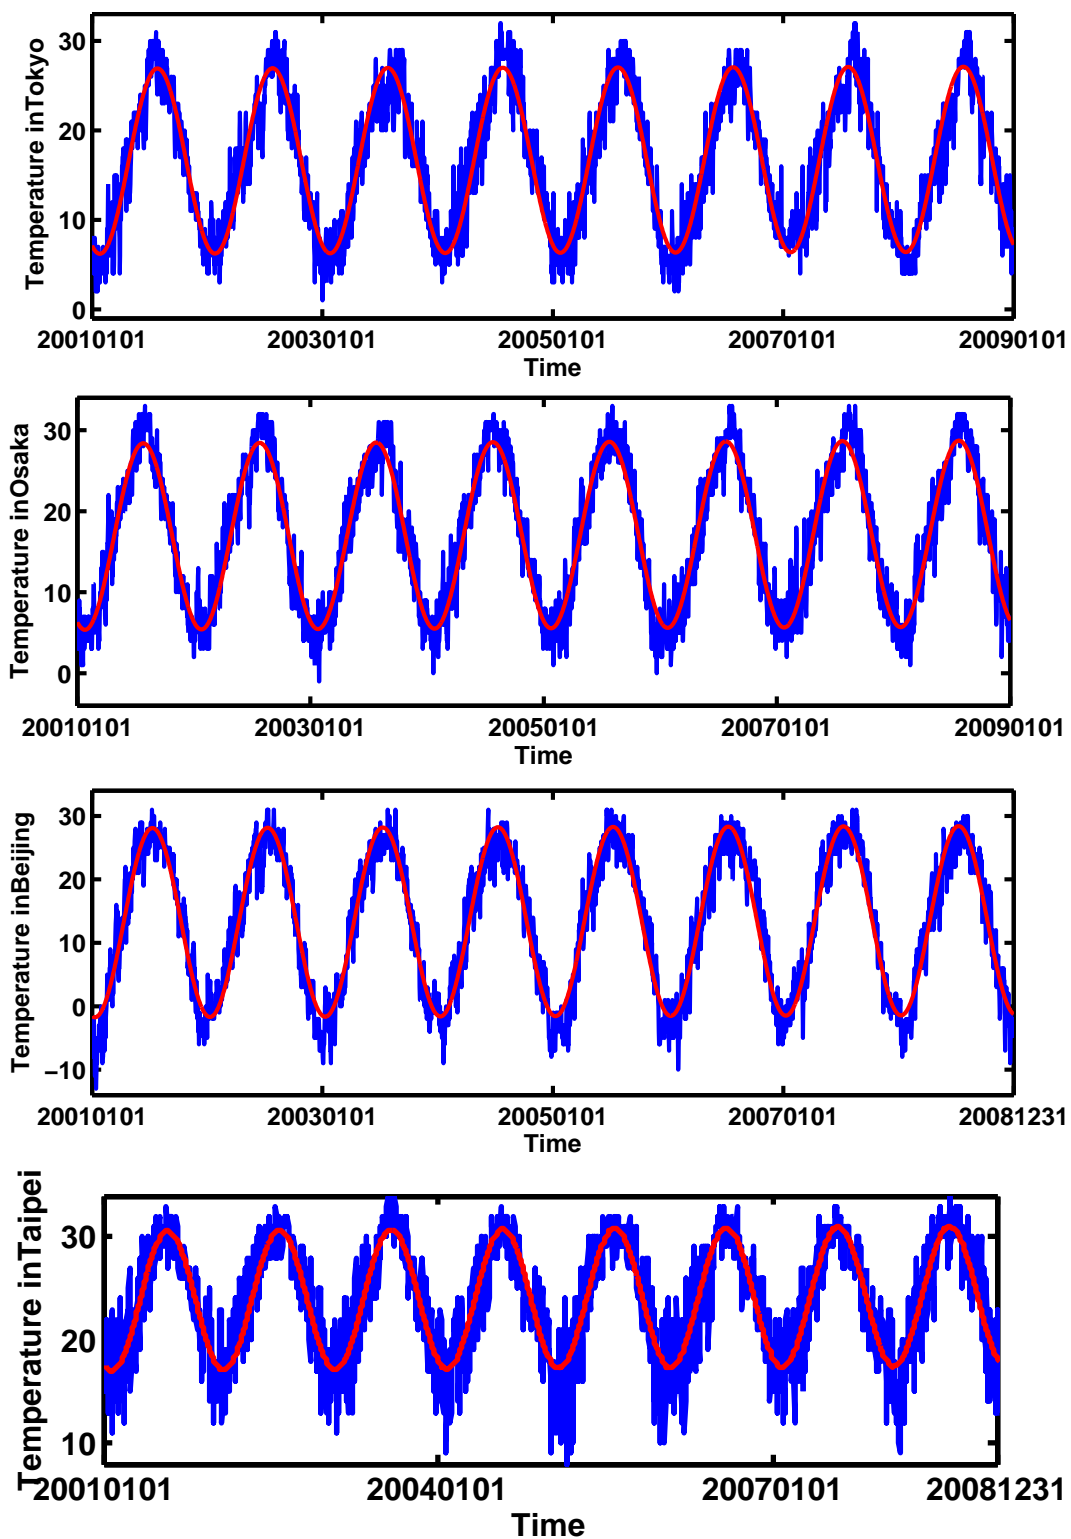 Temperature inTokyo
30
20
10
0
20010101 20030101 20050101 20070101 20090101
Time
Temperature inOsaka
30
20
10
0
20010101 20030101 20050101 20070101 20090101
Time
Temperature inBeijing
30
20
10
0
−10
20010101 20030101 20050101 20070101 20081231
Time
Temperature inTaipei
30
20
10
20010101 20040101 20070101 20081231
Time